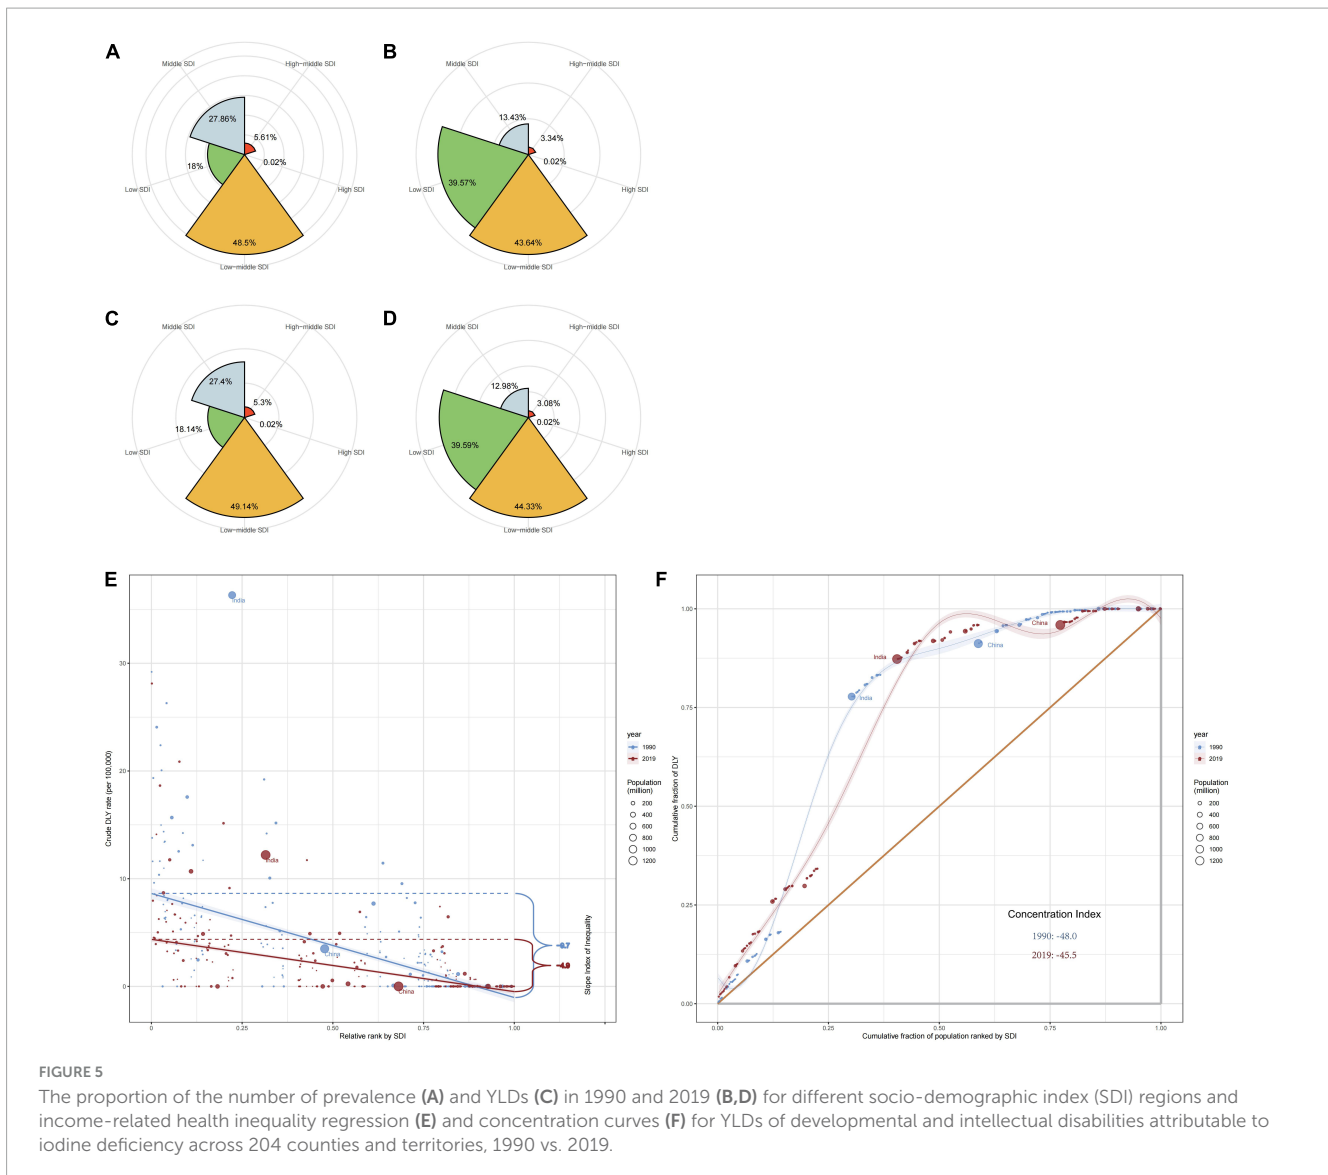 A
B
Middle SDI
High-middle SDI
Middle SDI
High-middle SDI
27.86%
5.61%
0.02%
18%
Low SDI
High SDI
48.5%
Low-middle SDI
13.43%
3.34%
0.02%
39.57%
Low SDI
High SDI
43.64%
Low-middle SDI
C
D
Middle SDI
High-middle SDI
Middle SDI
High-middle SDI
27.4%
5.3%
0.02%
18.14%
Low SDI
High SDI
49.14%
Low-middle SDI
12.98%
3.08%
0.02%
39.59%
Low SDI
High SDI
44.33%
Low-middle SDI
E
India
30
20
10
0
Crude DLY rate (per 100,000)
India
China
China
Slope Index of Inequality
0
0.25
0.50
0.75
1.00
Relative rank by SDI
year
1990
2019
Population
(million)
200
400
600
800
1000
1200
F
1.00
0.75
0.50
0.25
0.00
Cumulative fraction of DLY
India
India
China
China
Concentration Index
1990: -48.0
2019: -45.5
0.00
0.25
0.50
0.75
1.00
Cumulative fraction of population ranked by SDI
year
1990
2019
Population
(million)
200
400
600
800
1000
1200
FIGURE 5
The proportion of the number of prevalence (A) and YLDs (C) in 1990 and 2019 (B,D) for different socio-demographic index (SDI) regions and
income-related health inequality regression (E) and concentration curves (F) for YLDs of developmental and intellectual disabilities attributable to
iodine deficiency across 204 counties and territories, 1990 vs. 2019.